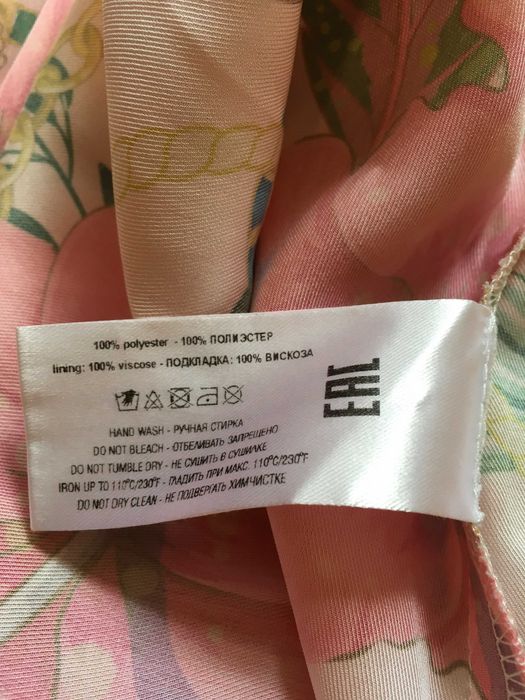 100% polyester - 100% ПОЛИЭСТЕР
lining: 100% viscose - ПОДКЛАДКА: 100% ВИСКОЗА
EAC
HAND WASH - РУЧНАЯ СТИРКА
DO NOT BLEACH - ОТБЕЛИВАТЬ ЗАПРЕЩЕНО
DO NOT TUMBLE DRY - НЕ СУШИТЬ В СУШИЛКЕ
IRON UP TO 110°C/230°F - ГЛАДИТЬ ПРИ МАКС. 110°C/230°F
DO NOT DRY CLEAN - НЕ ПОДВЕРГАТЬ ХИМЧИСТКЕ